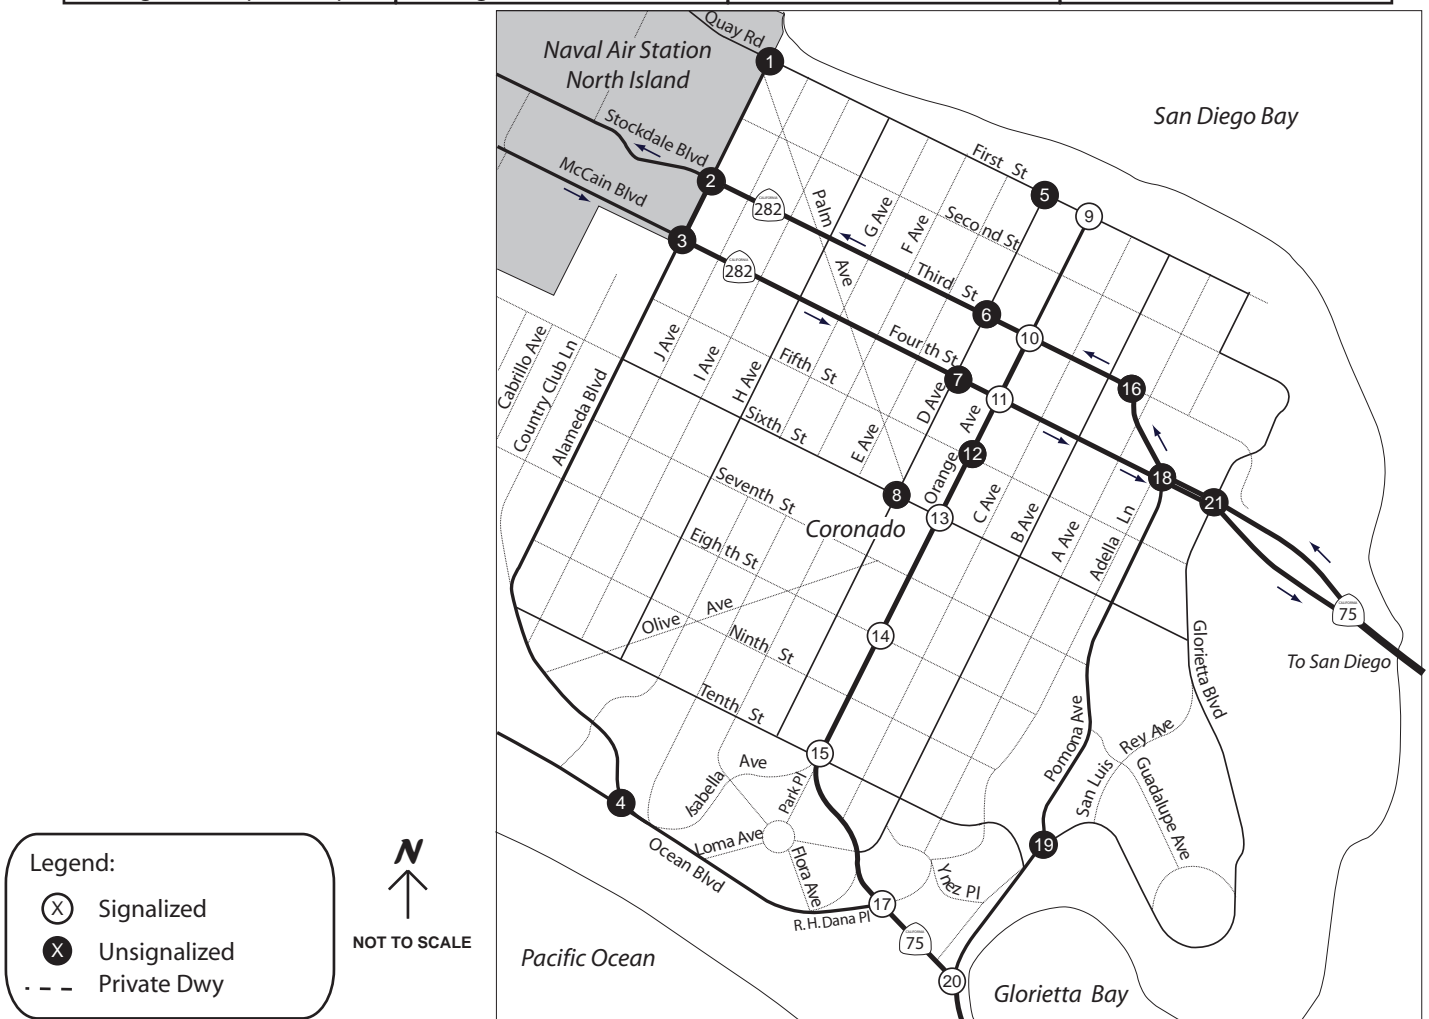 Quay Rd
Naval Air Station
North Island
1
San Diego Bay
Stockdale Blvd
McCain Blvd
First St
2
5
9
CALIFORNIA
282
Palm Ave
G Ave
F Ave
Second St
3
CALIFORNIA
282
Third St
6
10
Cabrillo Ave
Country Club Ln
Alameda Blvd
J Ave
I Ave
H Ave
Fifth St
Fourth St
7
11
16
D Ave
Sixth St
E Ave
Orange Ave
12
18
21
Seventh St
8
13
Coronado
C Ave
B Ave
A Ave
Adella Ln
Eighth St
Olive Ave
Ninth St
14
CALIFORNIA
75
To San Diego
Glorietta Blvd
Tenth St
15
Pomona Ave
San Luis Rey Ave
Guadalupe Ave
Isabella Ave
Park Pl
4
Loma Ave
Flora Ave
Ocean Blvd
19
Ynez Pl
17
R.H. Dana Pl
CALIFORNIA
75
20
Pacific Ocean
Glorietta Bay
Legend:
X Signalized
X Unsignalized
Private Dwy
N
NOT TO SCALE